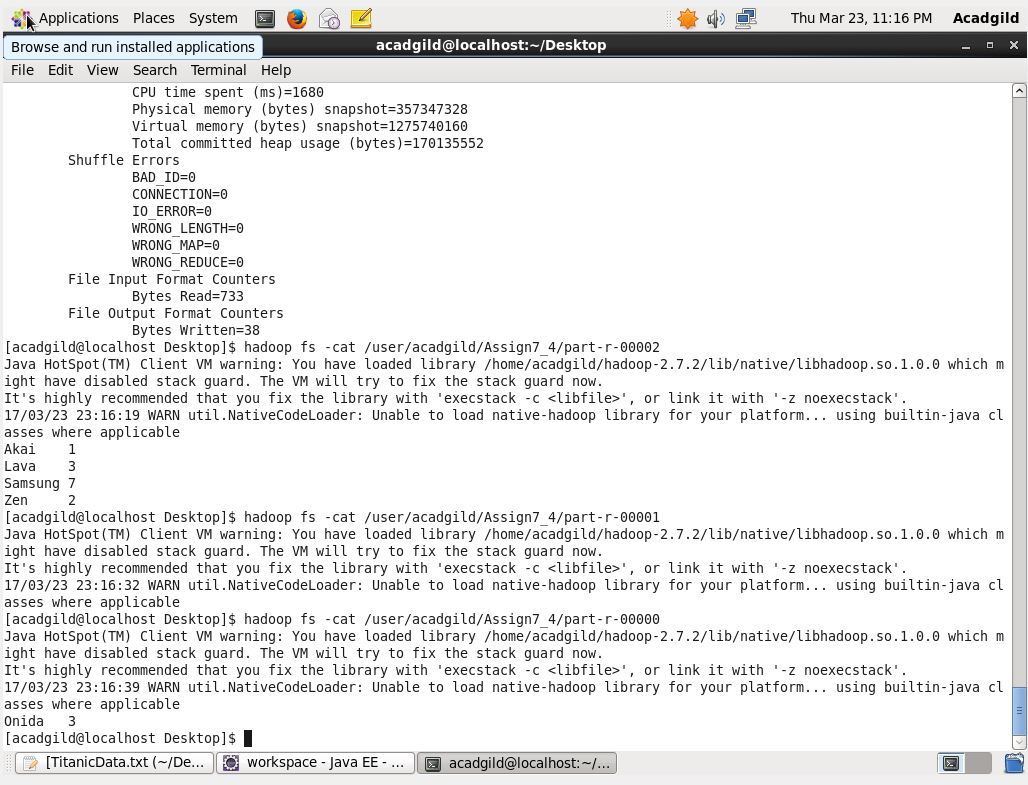 Applications Places System Thu Mar 23, 11:16 PM Acadgild
Browse and run installed applications
acadgild@localhost:~/Desktop
File Edit View Search Terminal Help
CPU time spent (ms)=1680
Physical memory (bytes) snapshot=357347328
Virtual memory (bytes) snapshot=1275740160
Total committed heap usage (bytes)=170135552
Shuffle Errors
BAD_ID=0
CONNECTION=0
IO_ERROR=0
WRONG_LENGTH=0
WRONG_MAP=0
WRONG_REDUCE=0
File Input Format Counters
Bytes Read=733
File Output Format Counters
Bytes Written=38
[acadgild@localhost Desktop]$ hadoop fs -cat /user/acadgild/Assign7_4/part-r-00002
Java HotSpot(TM) Client VM warning: You have loaded library /home/acadgild/hadoop-2.7.2/lib/native/libhadoop.so.1.0.0 which m
ight have disabled stack guard. The VM will try to fix the stack guard now.
It's highly recommended that you fix the library with 'execstack -c <libfile>', or link it with '-z noexecstack'.
17/03/23 23:16:19 WARN util.NativeCodeLoader: Unable to load native-hadoop library for your platform... using builtin-java cl
asses where applicable
Akai 1
Lava 3
Samsung 7
Zen 2
[acadgild@localhost Desktop]$ hadoop fs -cat /user/acadgild/Assign7_4/part-r-00001
Java HotSpot(TM) Client VM warning: You have loaded library /home/acadgild/hadoop-2.7.2/lib/native/libhadoop.so.1.0.0 which m
ight have disabled stack guard. The VM will try to fix the stack guard now.
It's highly recommended that you fix the library with 'execstack -c <libfile>', or link it with '-z noexecstack'.
17/03/23 23:16:32 WARN util.NativeCodeLoader: Unable to load native-hadoop library for your platform... using builtin-java cl
asses where applicable
[acadgild@localhost Desktop]$ hadoop fs -cat /user/acadgild/Assign7_4/part-r-00000
Java HotSpot(TM) Client VM warning: You have loaded library /home/acadgild/hadoop-2.7.2/lib/native/libhadoop.so.1.0.0 which m
ight have disabled stack guard. The VM will try to fix the stack guard now.
It's highly recommended that you fix the library with 'execstack -c <libfile>', or link it with '-z noexecstack'.
17/03/23 23:16:39 WARN util.NativeCodeLoader: Unable to load native-hadoop library for your platform... using builtin-java cl
asses where applicable
Onida 3
[acadgild@localhost Desktop]$
[TitanicData.txt (~/De... workspace - Java EE - ... acadgild@localhost:~/...